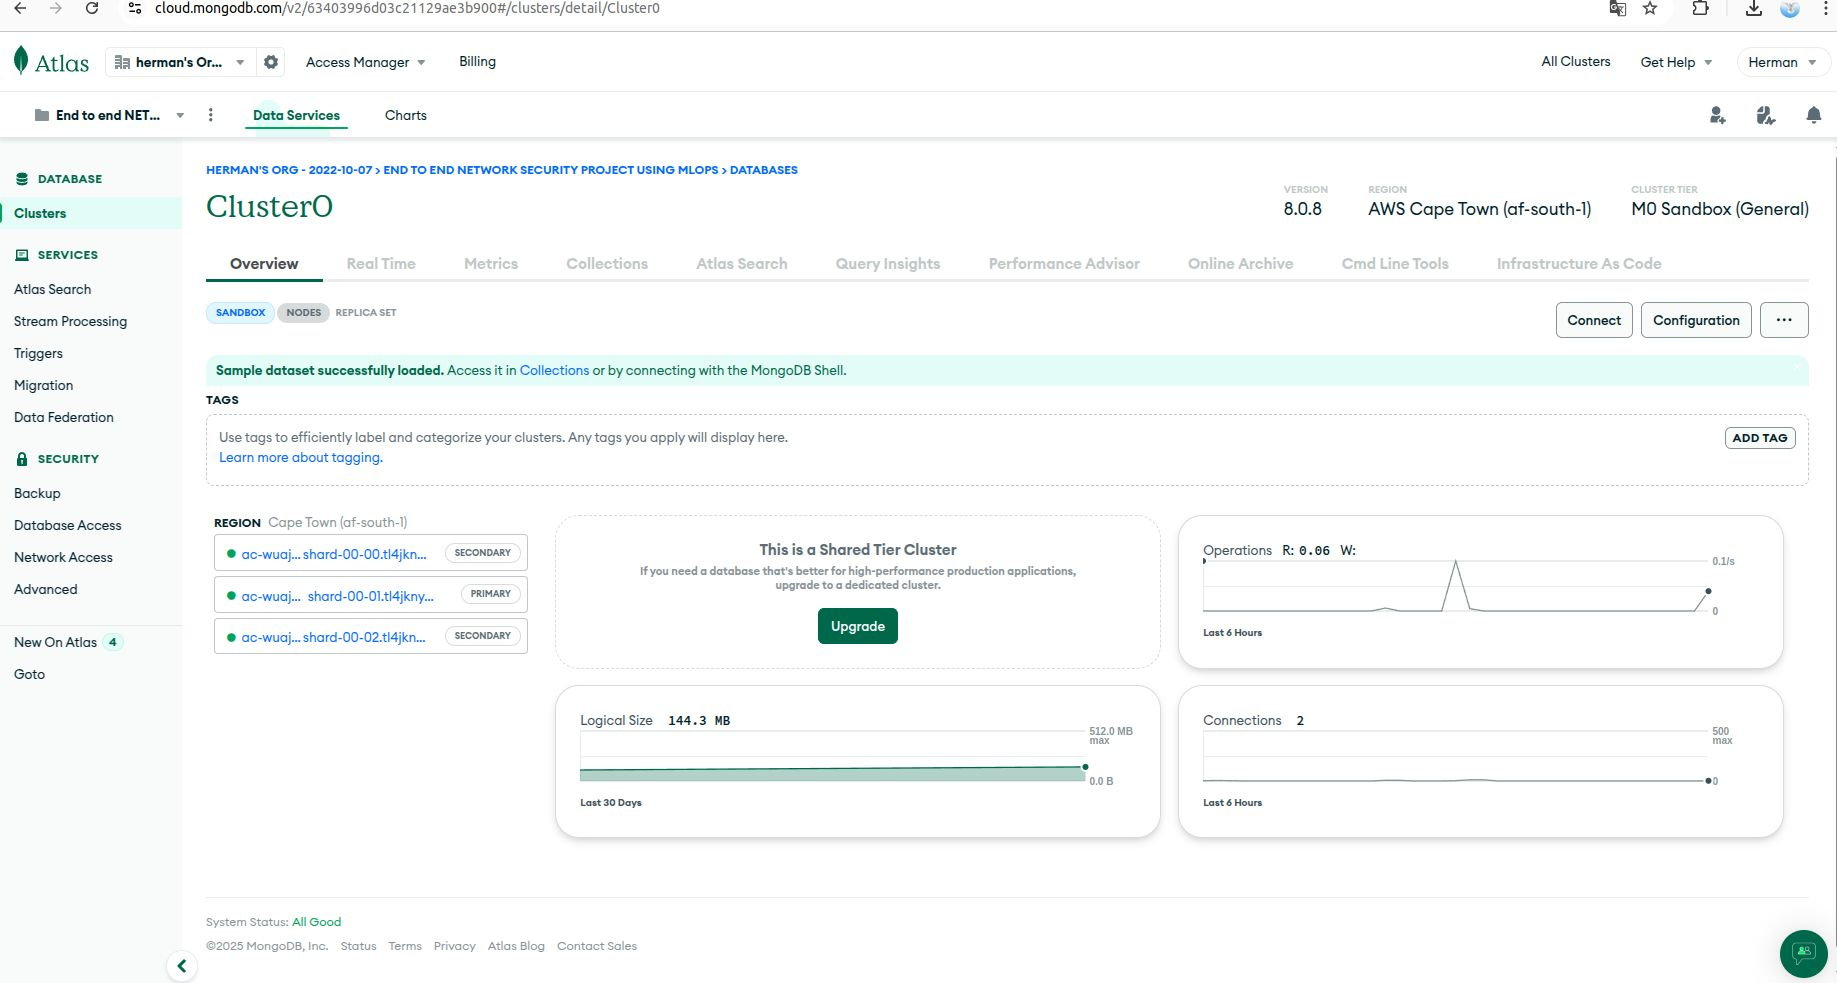 cloud.mongodb.com/v2/63403996d03c21129ae3b900#/clusters/detail/Cluster0
Atlas
herman's Or...
Access Manager
Billing
All Clusters
Get Help
Herman
End to end NET...
Data Services
Charts
DATABASE
Clusters
SERVICES
Atlas Search
Stream Processing
Triggers
Migration
Data Federation
SECURITY
Backup
Database Access
Network Access
Advanced
New On Atlas 4
Goto
HERMAN'S ORG - 2022-10-07 > END TO END NETWORK SECURITY PROJECT USING MLOPS > DATABASES
Cluster0
VERSION
8.0.8
REGION
AWS Cape Town (af-south-1)
CLUSTER TIER
M0 Sandbox (General)
Overview
Real Time
Metrics
Collections
Atlas Search
Query Insights
Performance Advisor
Online Archive
Cmd Line Tools
Infrastructure As Code
SANDBOX
NODES
REPLICA SET
Connect
Configuration
...
Sample dataset successfully loaded. Access it in Collections or by connecting with the MongoDB Shell.
TAGS
Use tags to efficiently label and categorize your clusters. Any tags you apply will display here.
Learn more about tagging.
ADD TAG
REGION Cape Town (af-south-1)
ac-wuaj... shard-00-00.tl4jkn... SECONDARY
ac-wuaj... shard-00-01.tl4jkny... PRIMARY
ac-wuaj... shard-00-02.tl4jkn... SECONDARY
This is a Shared Tier Cluster
If you need a database that's better for high-performance production applications,
upgrade to a dedicated cluster.
Upgrade
Operations R: 0.06 W:
0.1/s
0
Last 6 Hours
Logical Size 144.3 MB
512.0 MB
max
0.0 B
Last 30 Days
Connections 2
500
max
0
Last 6 Hours
System Status: All Good
©2025 MongoDB, Inc. Status Terms Privacy Atlas Blog Contact Sales